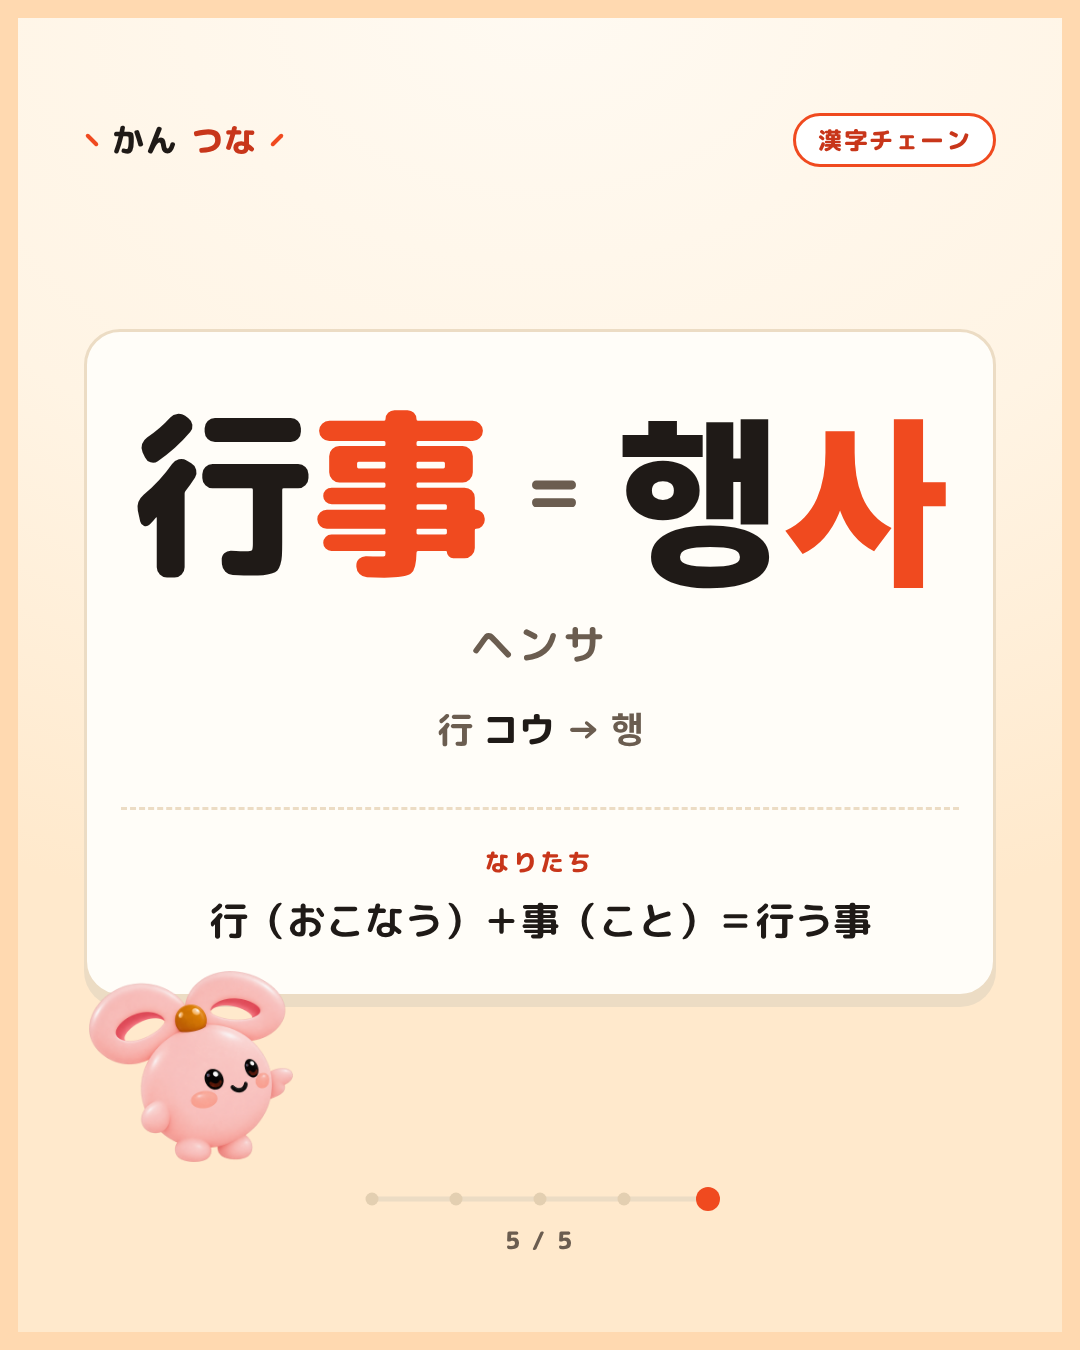 かん つな
漢字チェーン
行事 = 행사
ヘンサ
行 コウ → 행
なりたち
行（おこなう）＋事（こと）＝行う事
5 / 5